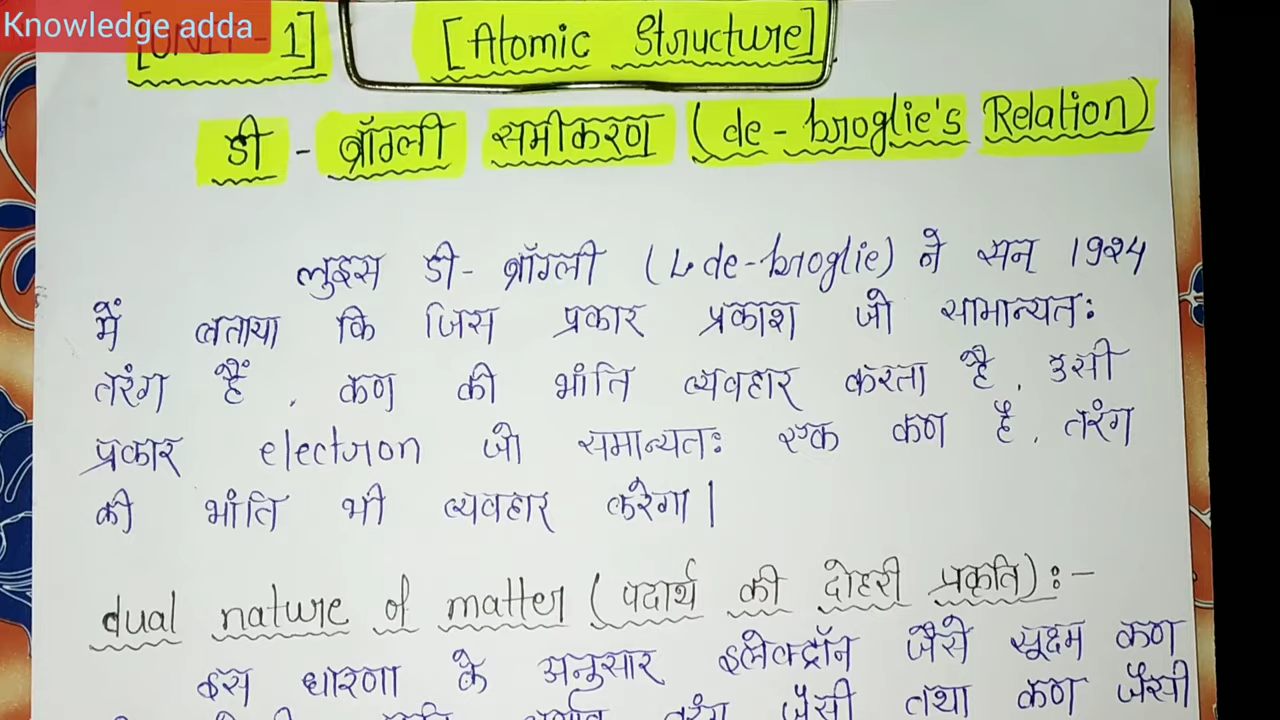 Knowledge adda
[UNIT-1] [Atomic Structure]
डी - ब्रॉग्ली समीकरण (de-broglie's Relation)
लुइस डी- ब्रॉग्ली (L de-broglie) ने सन् 1924
में बताया कि जिस प्रकार प्रकाश जो सामान्यतः
तरंग हैं, कण की भांति व्यवहार करता है, उसी
प्रकार electron जो समान्यतः एक कण है, तरंग
की भांति भी व्यवहार करेगा|
dual nature of matter (पदार्थ की दोहरी प्रकृति):-
इस धारणा के अनुसार इलेक्ट्रॉन जैसे सूक्ष्म कण
तरंग जैसी तथा कण जैसी